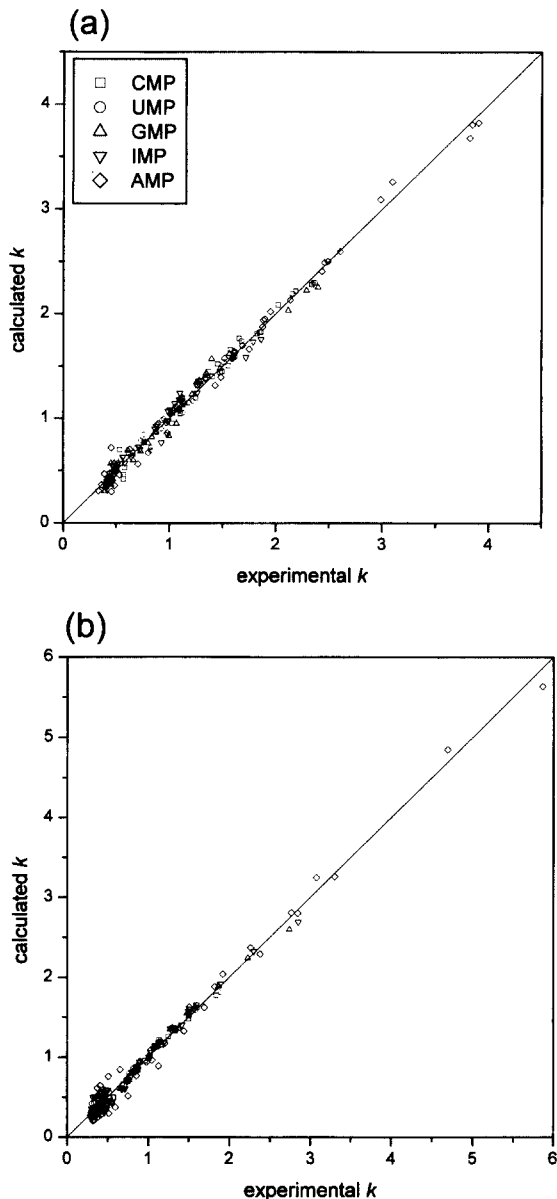 (a)
4
3
2
1
0
CMP
UMP
GMP
IMP
AMP
calculated k
0 1 2 3 4
experimental k
(b)
6
5
4
3
2
1
0
calculated k
0 1 2 3 4 5 6
experimental k